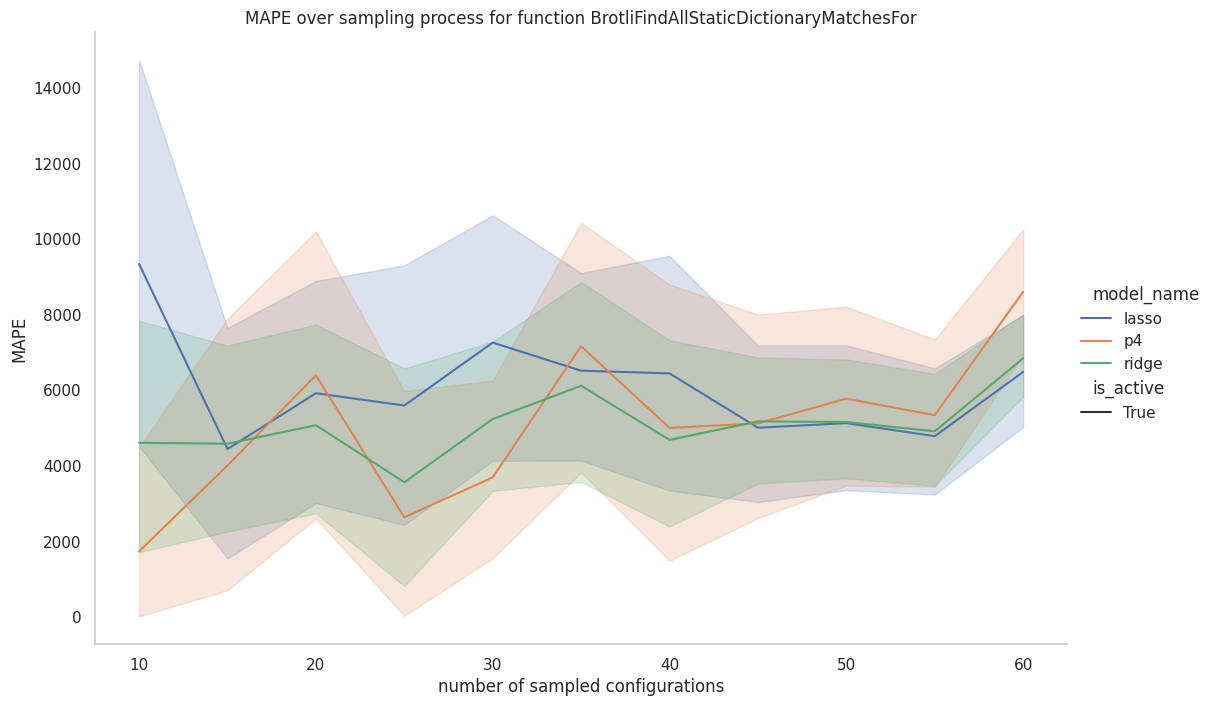 MAPE over sampling process for function BrotliFindAllStaticDictionaryMatchesFor
14000
12000
10000
8000
6000
4000
2000
0
MAPE
10 20 30 40 50 60
number of sampled configurations
model_name
lasso
p4
ridge
is_active
True